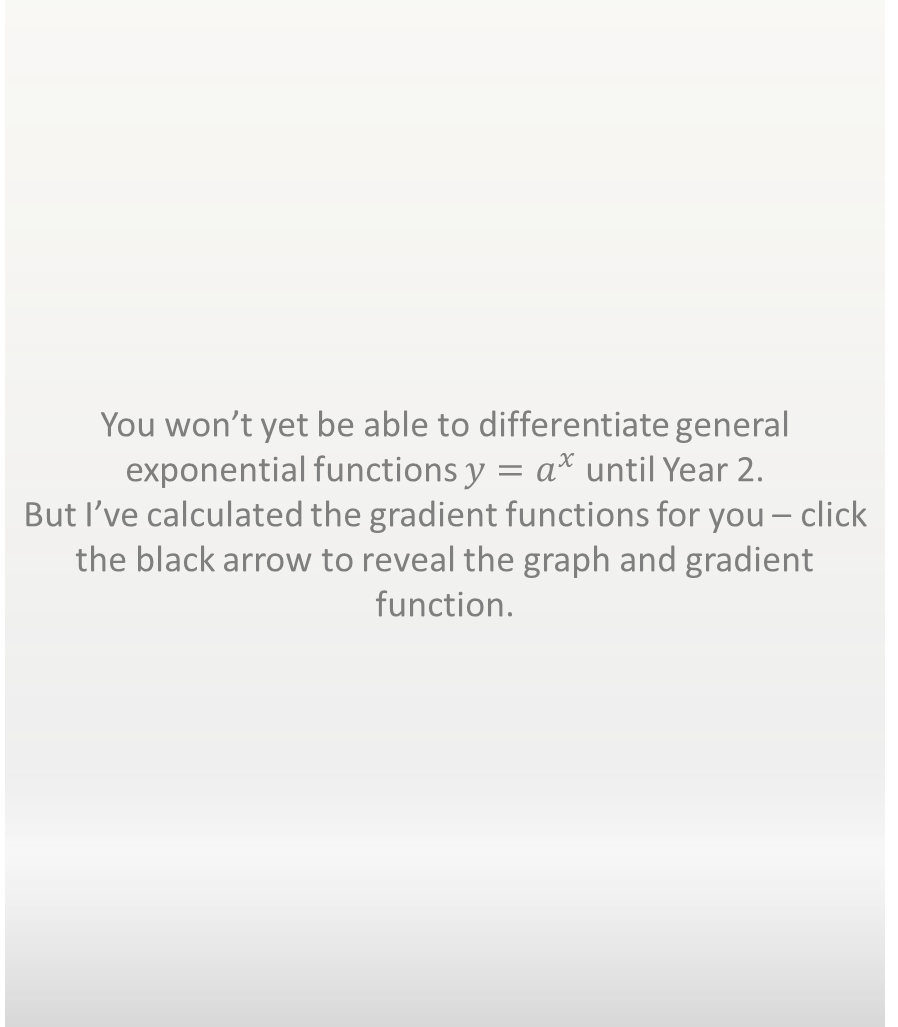 You won’t yet be able to differentiate general
exponential functions y = aˣ until Year 2.
But I’ve calculated the gradient functions for you – click
the black arrow to reveal the graph and gradient
function.